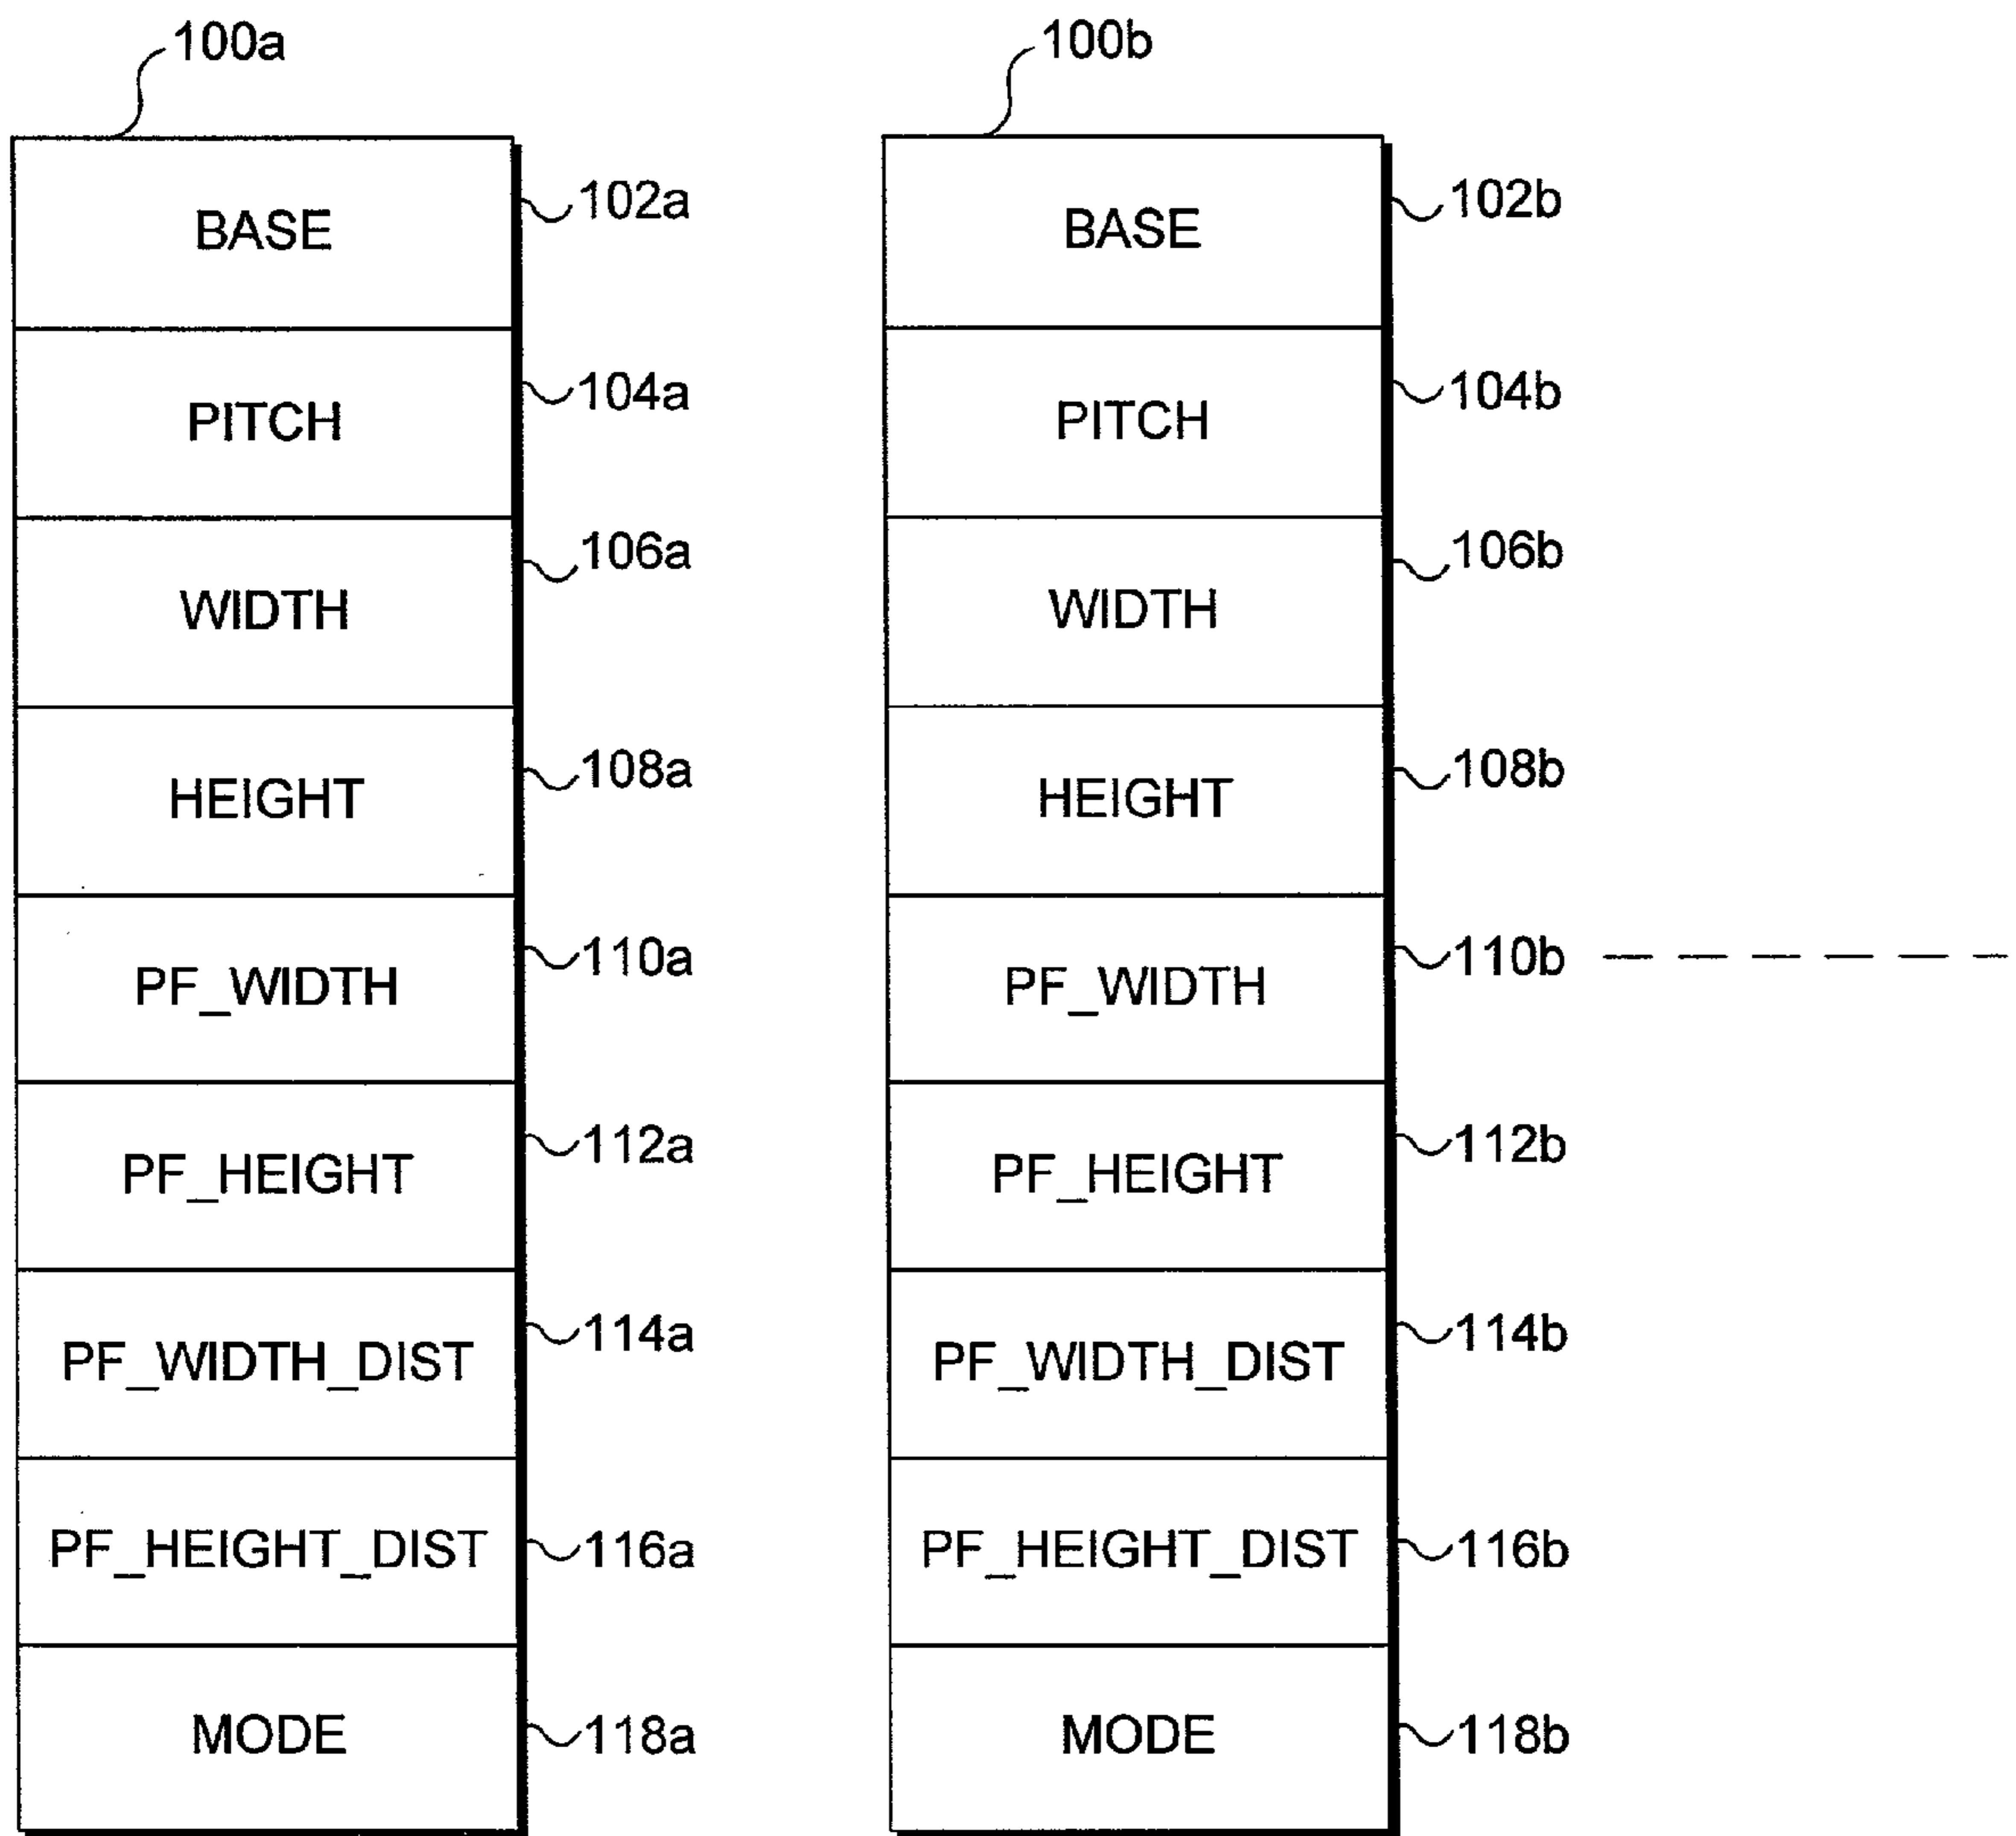 100a 100b
BASE 102a BASE 102b
PITCH 104a PITCH 104b
WIDTH 106a WIDTH 106b
HEIGHT 108a HEIGHT 108b
PF_WIDTH 110a PF_WIDTH 110b
PF_HEIGHT 112a PF_HEIGHT 112b
PF_WIDTH_DIST 114a PF_WIDTH_DIST 114b
PF_HEIGHT_DIST 116a PF_HEIGHT_DIST 116b
MODE 118a MODE 118b